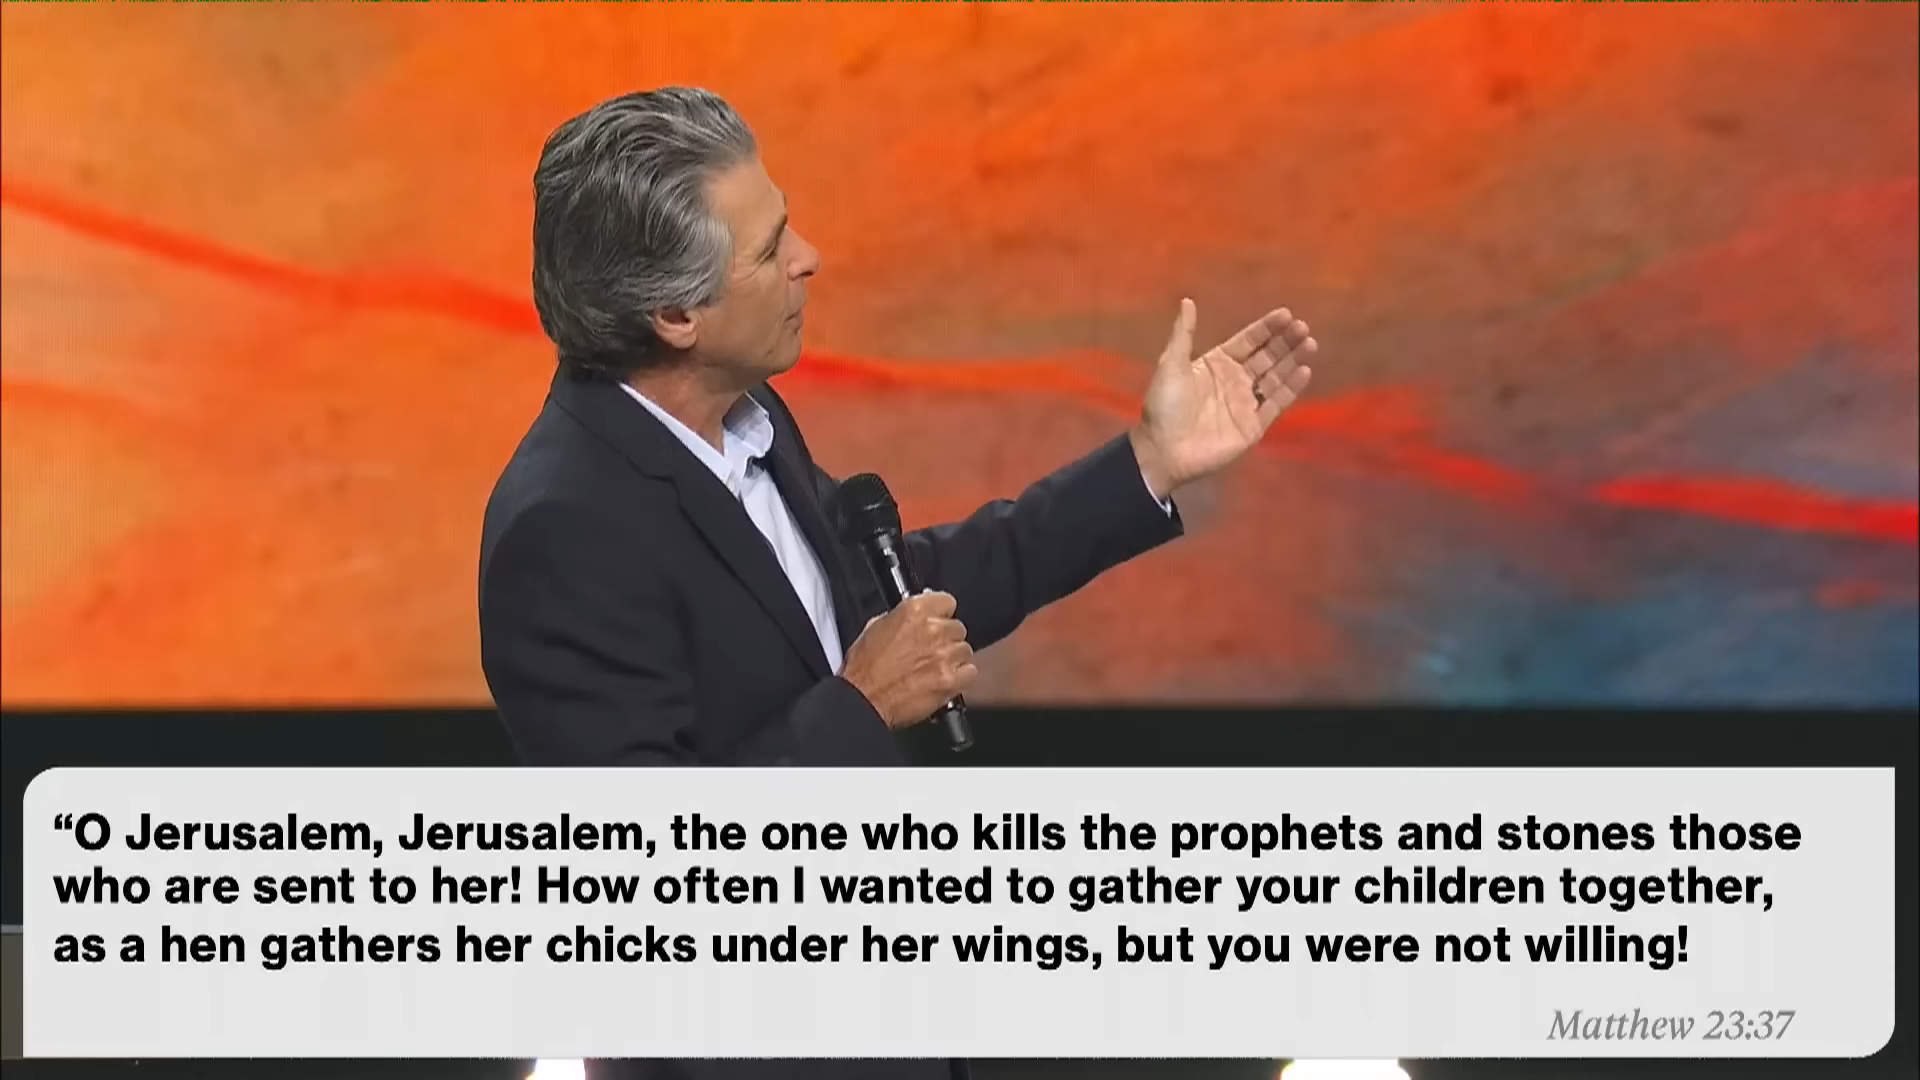 “O Jerusalem, Jerusalem, the one who kills the prophets and stones those
who are sent to her! How often I wanted to gather your children together,
as a hen gathers her chicks under her wings, but you were not willing!
Matthew 23:37